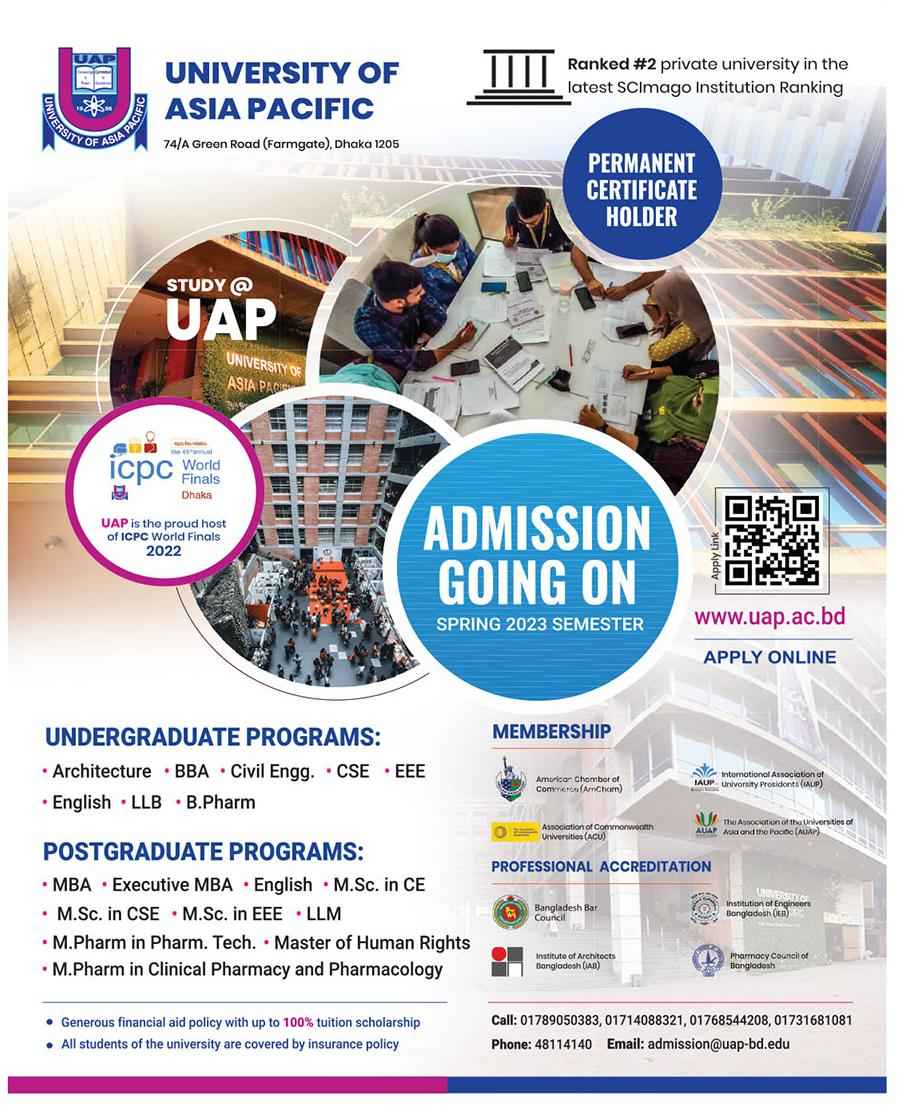 UAP
UNIVERSITY OF ASIA PACIFIC
UNIVERSITY OF
ASIA PACIFIC
74/A Green Road (Farmgate), Dhaka 1205
Ranked #2 private university in the
latest SCImago Institution Ranking
PERMANENT
CERTIFICATE
HOLDER
STUDY @
UAP
UNIVERSITY OF
ASIA PACIFIC
icpc World
Finals
Dhaka
UAP is the proud host
of ICPC World Finals
2022
ADMISSION
GOING ON
SPRING 2023 SEMESTER
Apply Link
www.uap.ac.bd
APPLY ONLINE
UNDERGRADUATE PROGRAMS:
• Architecture • BBA • Civil Engg. • CSE • EEE
• English • LLB • B.Pharm
POSTGRADUATE PROGRAMS:
• MBA • Executive MBA • English • M.Sc. in CE
• M.Sc. in CSE • M.Sc. in EEE • LLM
• M.Pharm in Pharm. Tech. • Master of Human Rights
• M.Pharm in Clinical Pharmacy and Pharmacology
• Generous financial aid policy with up to 100% tuition scholarship
• All students of the university are covered by insurance policy
MEMBERSHIP
American Chamber of
Commerce (AmCham)
IAUP
International Association of
University Presidents (IAUP)
Association of Commonwealth
Universities (ACU)
AUAP
The Association of the Universities of
Asia and the Pacific (AUAP)
PROFESSIONAL ACCREDITATION
Bangladesh Bar
Council
Institution of Engineers
Bangladesh (IEB)
Institute of Architects
Bangladesh (IAB)
Pharmacy Council of
Bangladesh
UNIVERSITY OF
Call: 01789050383, 01714088321, 01768544208, 01731681081
Phone: 48114140 Email: admission@uap-bd.edu